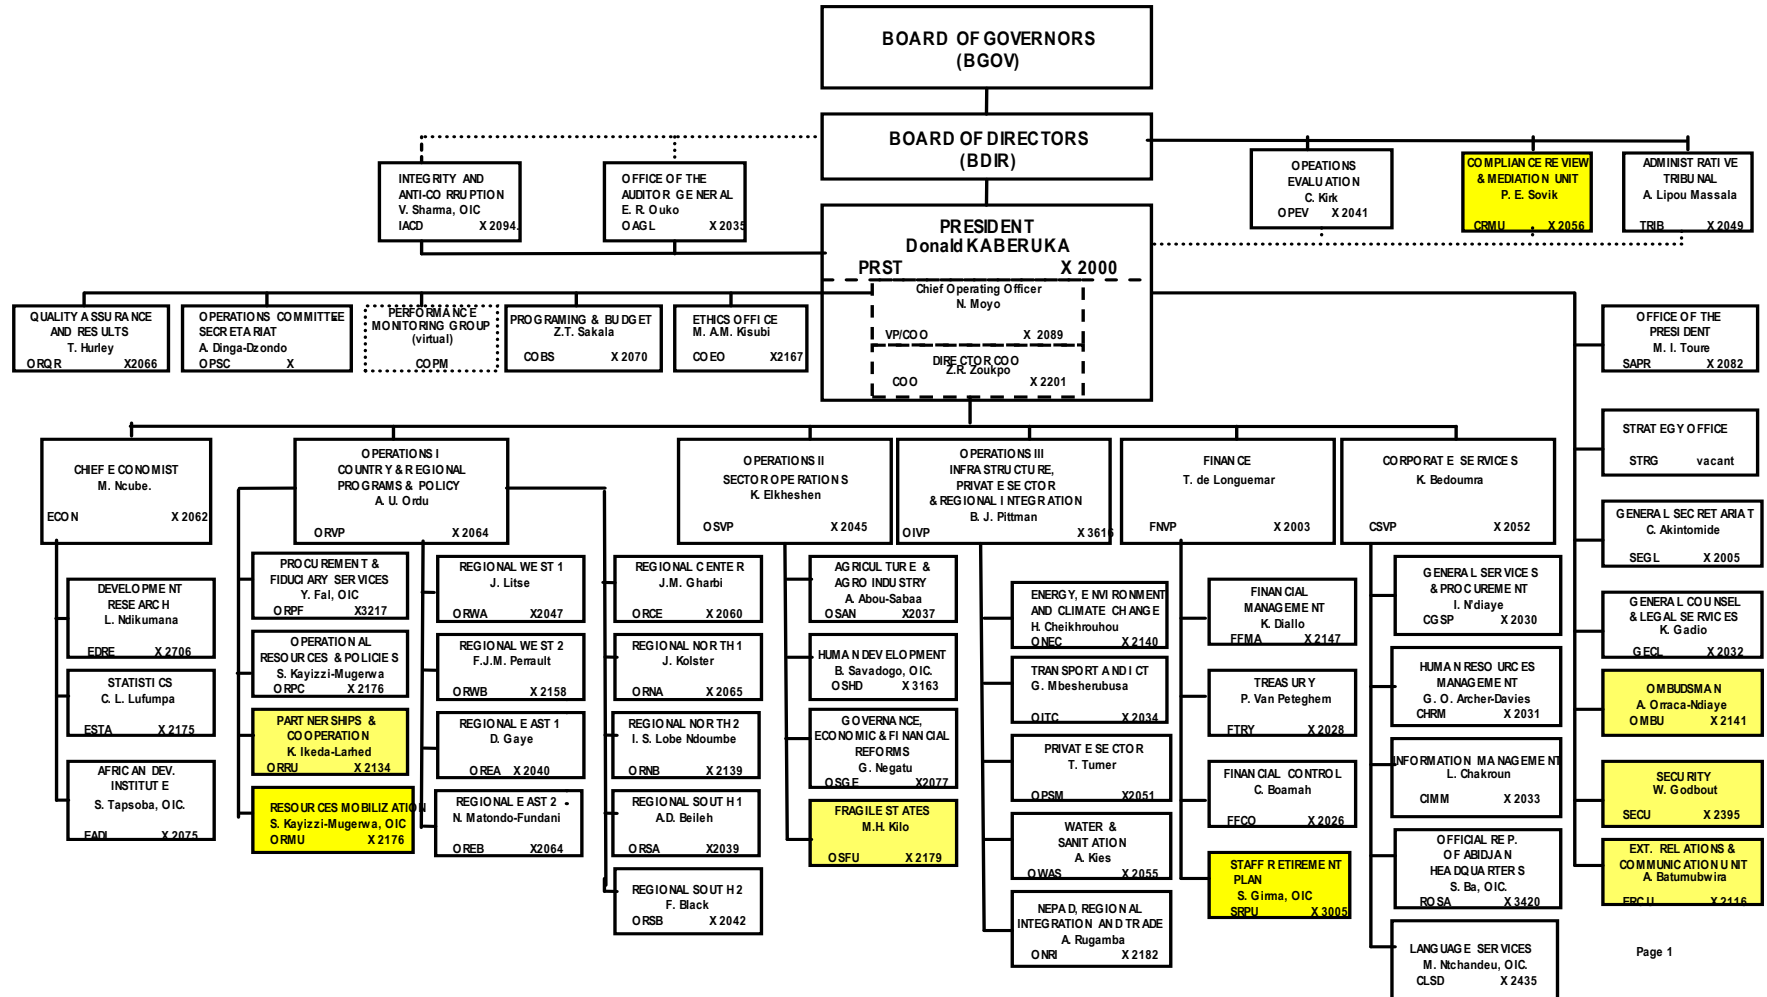 BOARD OF GOVERNORS
(BGOV)
BOARD OF DIRECTORS
(BDIR)
INTEGRITY AND
ANTI-CORRUPTION
V. Sharma, OIC
IACD X 2094.
OFFICE OF THE
AUDITOR GENERAL
E. R. Ouko
OAGL X 2035
OPEATIONS
EVALUATION
C. Kirk
OPEV X 2041
COMPLIANCE REVIEW
& MEDIATION UNIT
P. E. Sovik
CRMU X 2056
ADMINISTRATIVE
TRIBUNAL
A. Lipou Massala
TRIB X 2049
PRESIDENT
Donald KABERUKA
PRST X 2000
Chief Operating Officer
N. Moyo
VP/COO X 2089
DIRECTOR COO
Z.R. Zoukpo
COO X 2201
QUALITY ASSURANCE
AND RESULTS
T. Hurley
ORQR X2066
OPERATIONS COMMITTEE
SECRETARIAT
A. Dinga-Dzondo
OPSC X
PERFORMANCE
MONITORING GROUP
(virtual)
COPM
PROGRAMING & BUDGET
Z.T. Sakala
COBS X 2070
ETHICS OFFICE
M. A.M. Kisubi
COEO X2167
OFFICE OF THE
PRESIDENT
M. I. Toure
SAPR X 2082
STRATEGY OFFICE
STRG vacant
GENERAL SECRETARIAT
C. Akintomide
SEGL X 2005
GENERAL COUNSEL
& LEGAL SERVICES
K. Gadio
GECL X 2032
OMBUDSMAN
A. Orraca-Ndiaye
OMBU X 2141
SECURITY
W. Godbout
SECU X 2395
EXT. RELATIONS &
COMMUNICATION UNIT
A. Batumubwira
ERCU X 2116
CHIEF ECONOMIST
M. Ncube.
ECON X 2062
DEVELOPMENT
RESEARCH
L. Ndikumana
EDRE X 2706
STATISTICS
C. L. Lufumpa
ESTA X 2175
AFRICAN DEV.
INSTITUTE
S. Tapsoba, OIC.
EADI X 2075
OPERATIONS I
COUNTRY & REGIONAL
PROGRAMS & POLICY
A. U. Ordu
ORVP X 2064
PROCUREMENT &
FIDUCIARY SERVICES
Y. Fal, OIC
ORPF X3217
OPERATIONAL
RESOURCES & POLICIES
S. Kayizzi-Mugerwa
ORPC X 2176
PARTNERSHIPS &
COOPERATION
K. Ikeda-Larhed
ORRU X 2134
RESOURCES MOBILIZATION
S. Kayizzi-Mugerwa, OIC
ORMU X 2176
REGIONAL WEST 1
J. Litse
ORWA X2047
REGIONAL WEST 2
F.J.M. Perrault
ORWB X 2158
REGIONAL EAST 1
D. Gaye
OREA X 2040
REGIONAL EAST 2 -
N. Matondo-Fundani
OREB X2064
REGIONAL CENTER
J.M. Gharbi
ORCE X 2060
REGIONAL NORTH 1
J. Kolster
ORNA X 2065
REGIONAL NORTH 2
I. S. Lobe Ndoumbe
ORNB X 2139
REGIONAL SOUTH 1
A.D. Beileh
ORSA X2039
REGIONAL SOUTH 2
F. Black
ORSB X 2042
OPERATIONS II
SECTOR OPERATIONS
K. Elkheshen
OSVP X 2045
AGRICULTURE &
AGRO INDUSTRY
A. Abou-Sabaa
OSAN X2037
HUMAN DEVELOPMENT
B. Savadogo, OIC.
OSHD X 3163
GOVERNANCE,
ECONOMIC & FINANCIAL
REFORMS
G. Negatu
OSGE X2077
FRAGILE STATES
M.H. Kilo
OSFU X 2179
OPERATIONS III
INFRASTRUCTURE,
PRIVATE SECTOR
& REGIONAL INTEGRATION
B. J. Pittman
OIVP X 3616
ENERGY, ENVIRONMENT
AND CLIMATE CHANGE
H. Cheikhrouhou
ONEC X 2140
TRANSPORT AND ICT
G. Mbesherubusa
OITC X 2034
PRIVATE SECTOR
T. Turner
OPSM X2051
WATER &
SANITATION
A. Kies
OWAS X 2055
NEPAD, REGIONAL
INTEGRATION AND TRADE
A. Rugamba
ONRI X 2182
FINANCE
T. de Longuemar
FNVP X 2003
FINANCIAL
MANAGEMENT
K. Diallo
FFMA X 2147
TREASURY
P. Van Peteghem
FTRY X 2028
FINANCIAL CONTROL
C. Boamah
FFCO X 2026
STAFF RETIREMENT
PLAN
S. Girma, OIC
SRPU X 3005
CORPORATE SERVICES
K. Bedoumra
CSVP X 2052
GENERAL SERVICES
& PROCUREMENT
I. N'diaye
CGSP X 2030
HUMAN RESOURCES
MANAGEMENT
G. O. Archer-Davies
CHRM X 2031
INFORMATION MANAGEMENT
L. Chakroun
CIMM X 2033
OFFICIAL REP.
OF ABIDJAN
HEADQUARTERS
S. Ba, OIC.
ROSA X 3420
LANGUAGE SERVICES
M. Ntchandeu, OIC.
CLSD X 2435
Page 1